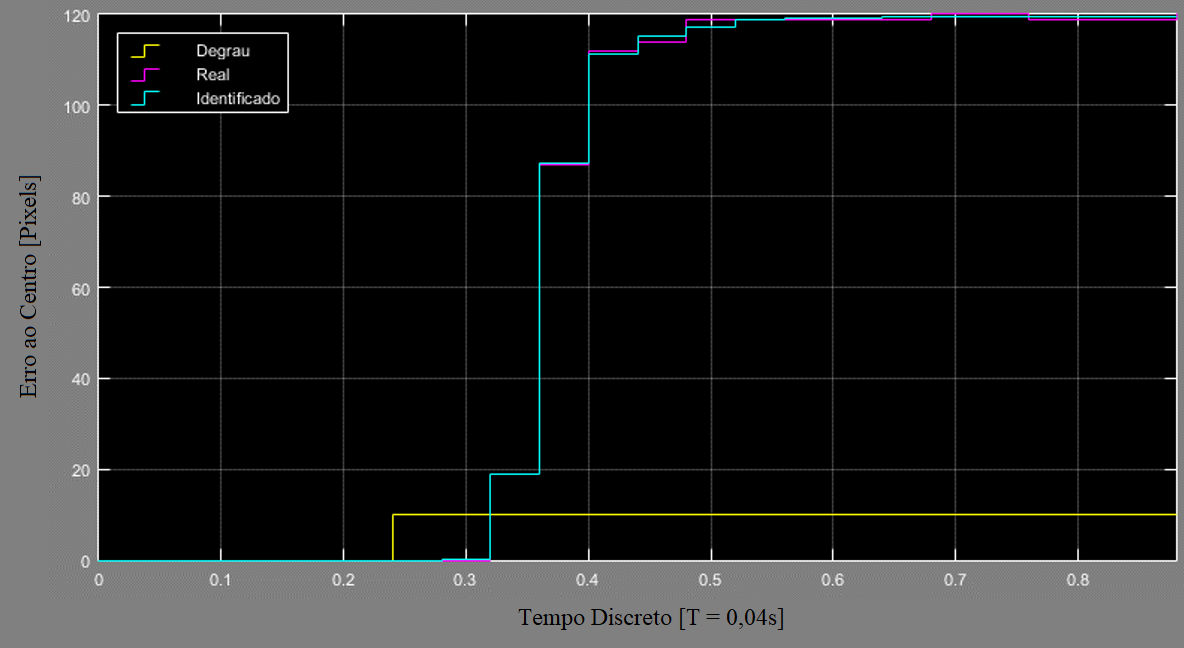 120
100
80
60
40
20
0
Degrau
Real
Identificado
Erro ao Centro [Pixels]
0 0.1 0.2 0.3 0.4 0.5 0.6 0.7 0.8
Tempo Discreto [T = 0,04s]